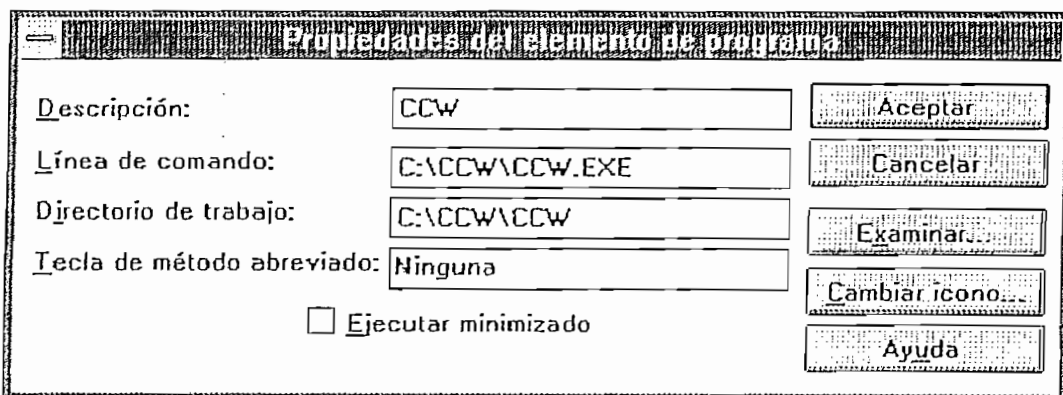 Propiedades del elemento de programa
Descripción: CCW Aceptar
Línea de comando: C:\CCW\CCW.EXE Cancelar
Directorio de trabajo: C:\CCW\CCW Examinar...
Tecla de método abreviado: Ninguna Cambiar icono...
Ejecutar minimizado Ayuda